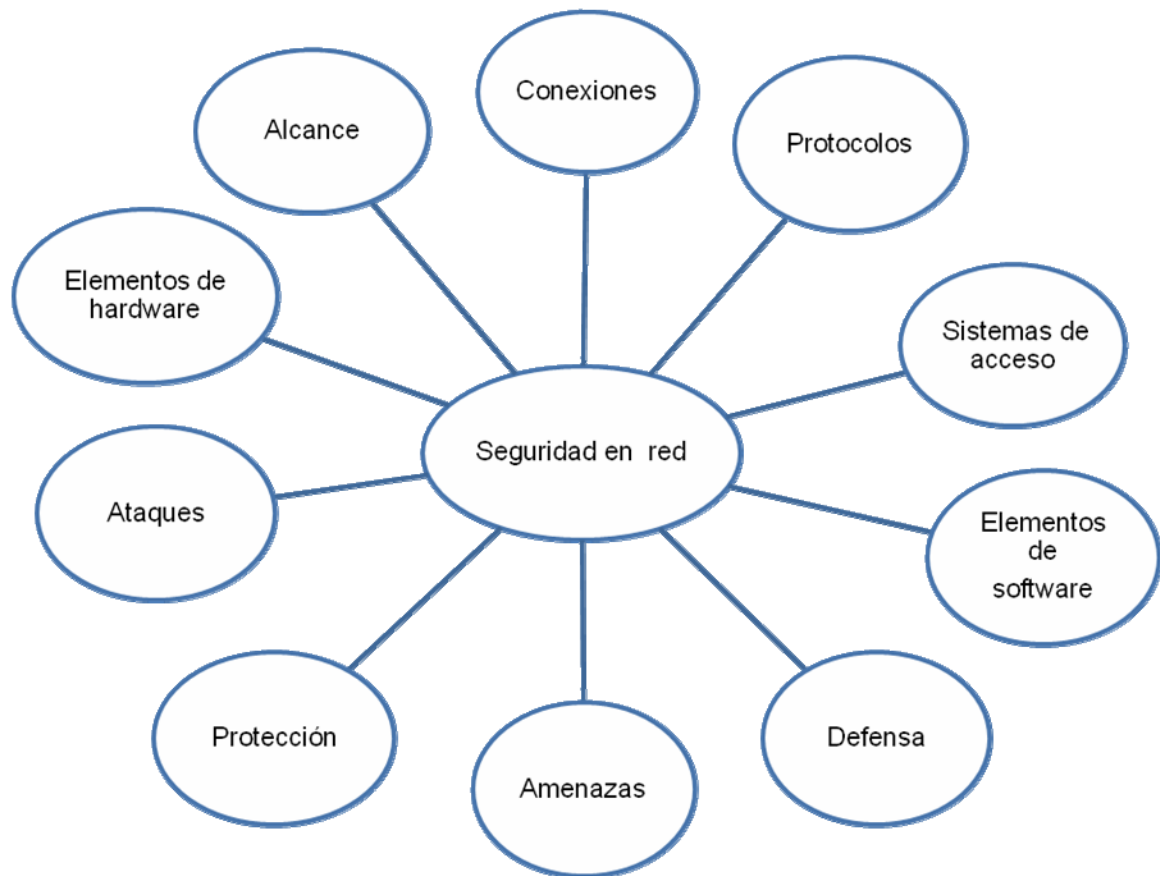 Conexiones
Alcance
Protocolos
Elementos de
hardware
Sistemas de
acceso
Seguridad en red
Ataques
Elementos
de
software
Protección
Amenazas
Defensa